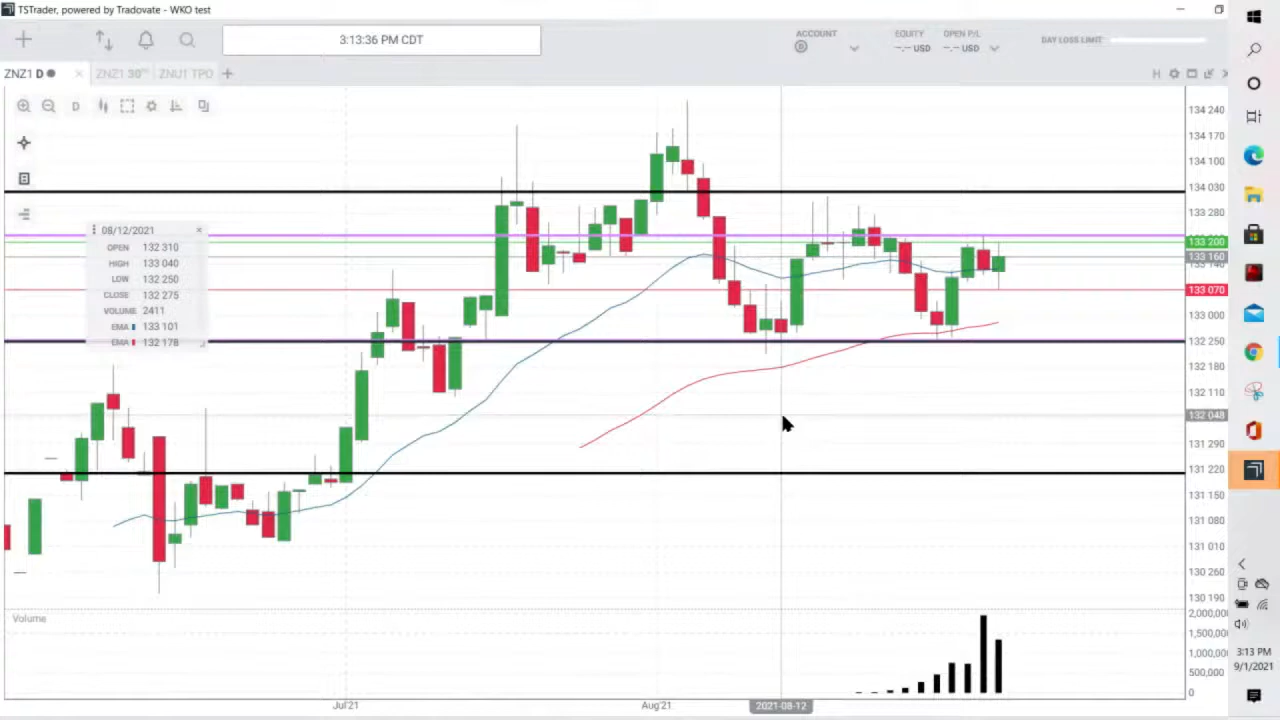 TSTrader, powered by Tradovate - WKO test
3:13:36 PM CDT
ACCOUNT
EQUITY
-.-- USD
OPEN P/L
-.-- USD
DAY LOSS LIMIT
ZNZ1 D
ZNZ1 30
ZNU1 TPO
H
D
08/12/2021
OPEN 132 310
HIGH 133 040
LOW 132 250
CLOSE 132 275
VOLUME 2411
EMA 133 101
EMA 132 178
134 240
134 170
134 100
134 030
133 280
133 200
133 160
133 140
133 070
133 000
132 250
132 180
132 110
132 048
131 290
131 220
131 150
131 080
131 010
130 260
130 190
Volume
2,000,00
1,500,00
1,000,00
500,000
0
Jul'21
Aug'21
2021-08-12
3:13 PM
9/1/2021